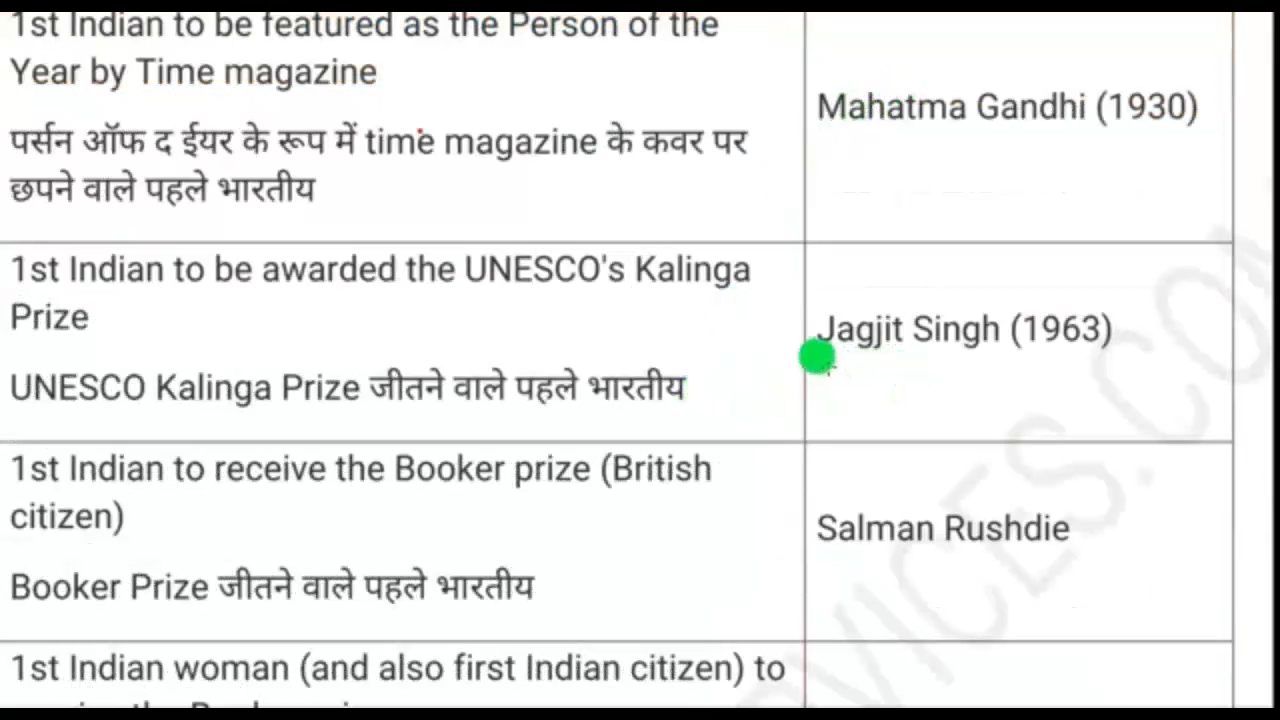 1st Indian to be featured as the Person of the
Year by Time magazine
पर्सन ऑफ द ईयर के रूप में time magazine के कवर पर
छपने वाले पहले भारतीय
Mahatma Gandhi (1930)
1st Indian to be awarded the UNESCO's Kalinga
Prize
UNESCO Kalinga Prize जीतने वाले पहले भारतीय
Jagjit Singh (1963)
1st Indian to receive the Booker prize (British
citizen)
Booker Prize जीतने वाले पहले भारतीय
Salman Rushdie
1st Indian woman (and also first Indian citizen) to